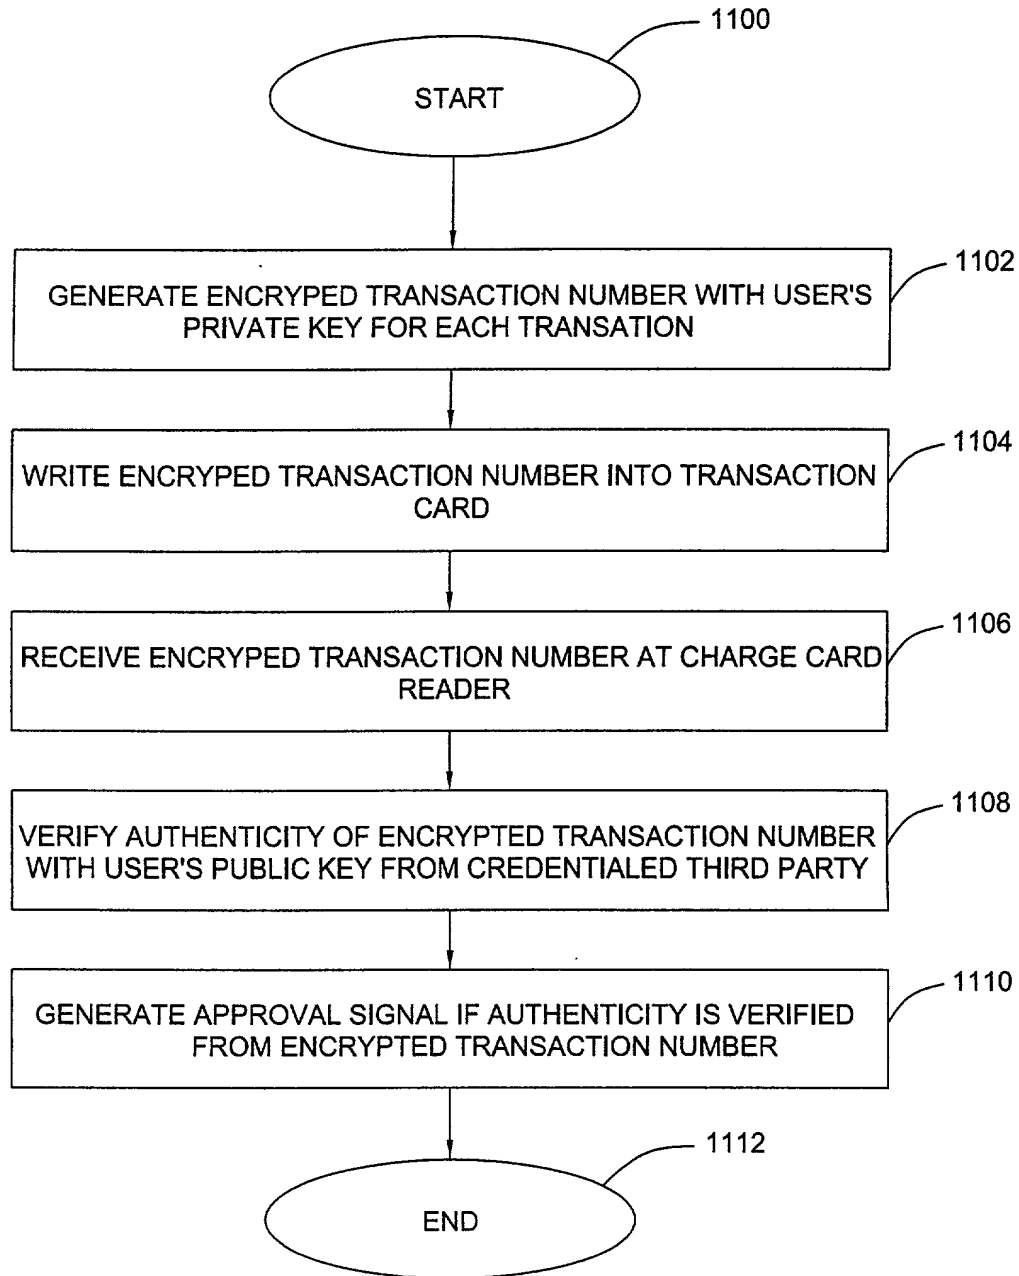 1100
START
1102
GENERATE ENCRYPED TRANSACTION NUMBER WITH USER'S
PRIVATE KEY FOR EACH TRANSATION
1104
WRITE ENCRYPED TRANSACTION NUMBER INTO TRANSACTION
CARD
1106
RECEIVE ENCRYPED TRANSACTION NUMBER AT CHARGE CARD
READER
1108
VERIFY AUTHENTICITY OF ENCRYPTED TRANSACTION NUMBER
WITH USER'S PUBLIC KEY FROM CREDENTIALED THIRD PARTY
1110
GENERATE APPROVAL SIGNAL IF AUTHENTICITY IS VERIFIED
FROM ENCRYPTED TRANSACTION NUMBER
1112
END